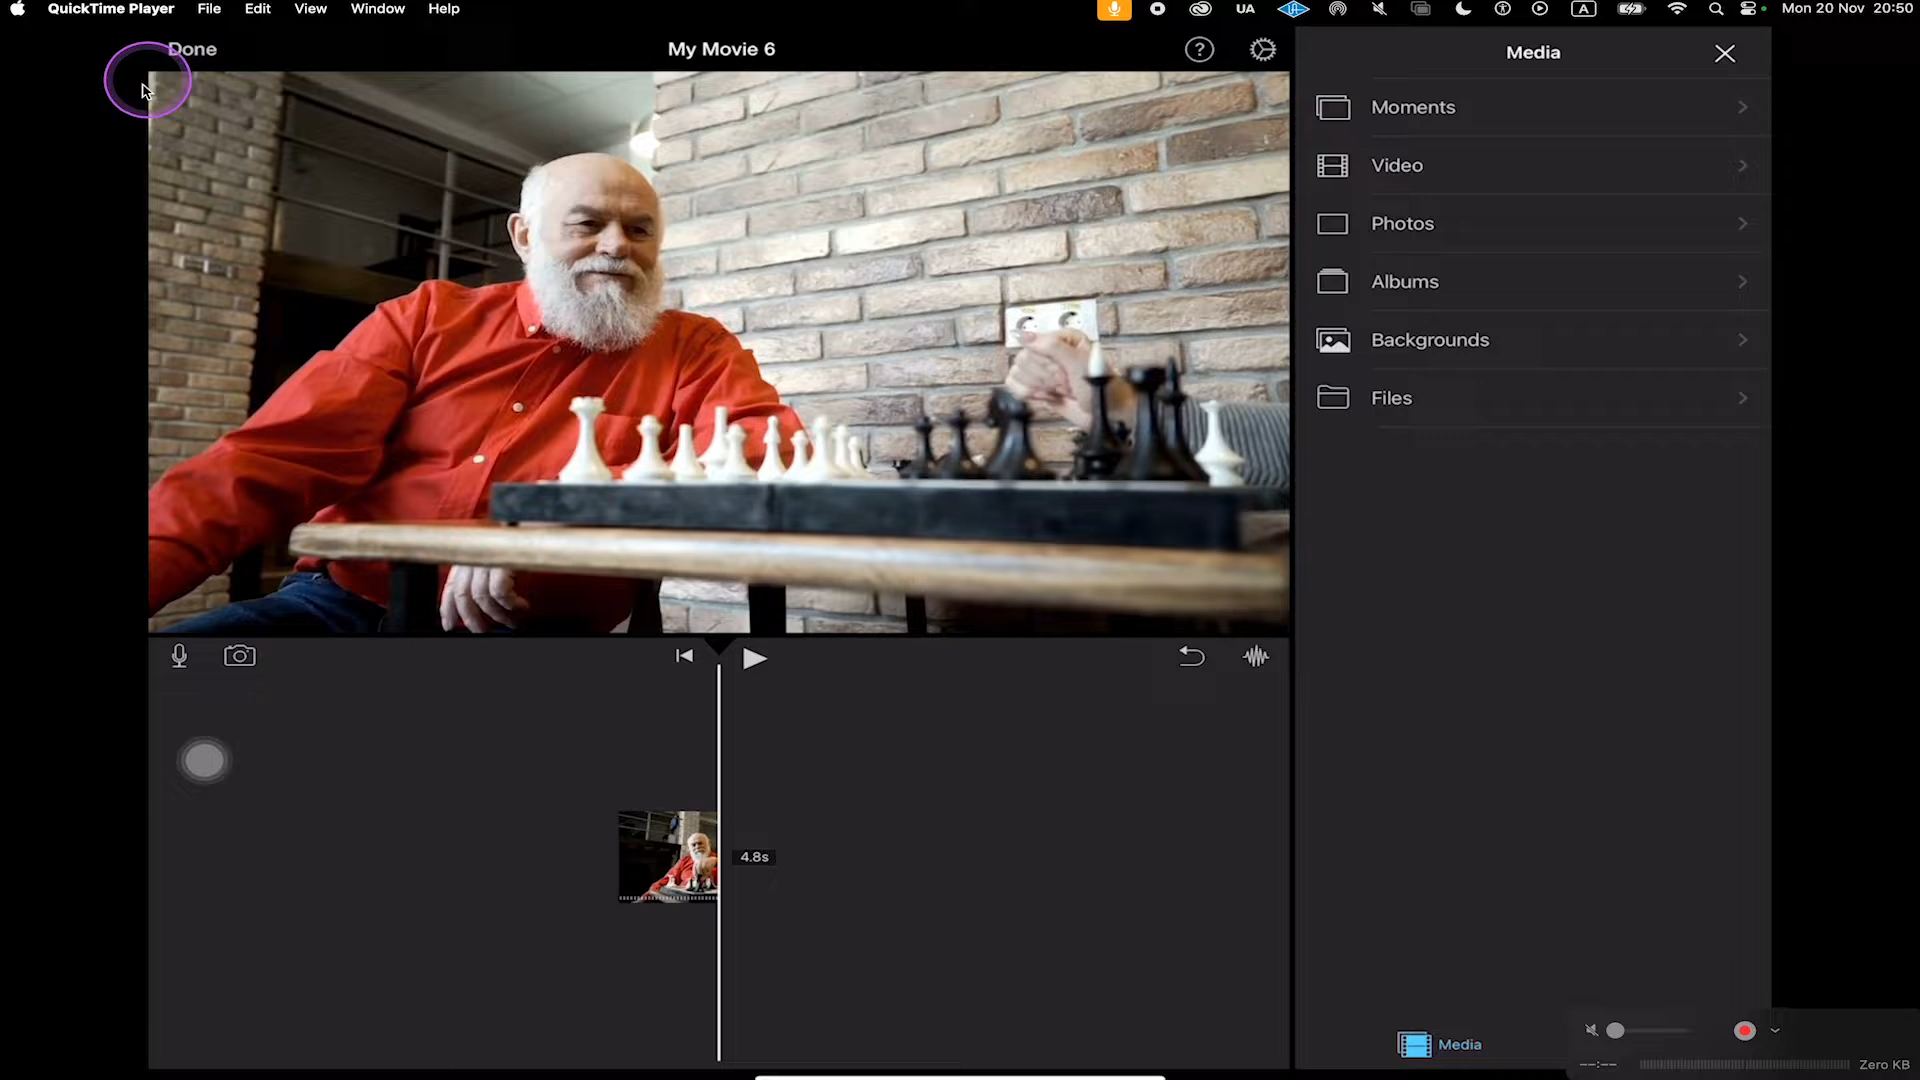 QuickTime Player File Edit View Window Help UA A Mon 20 Nov 20:50
Done My Movie 6 ?
Media
Moments
Video
Photos
Albums
Backgrounds
Files
4.8s
Media
--:-- Zero KB